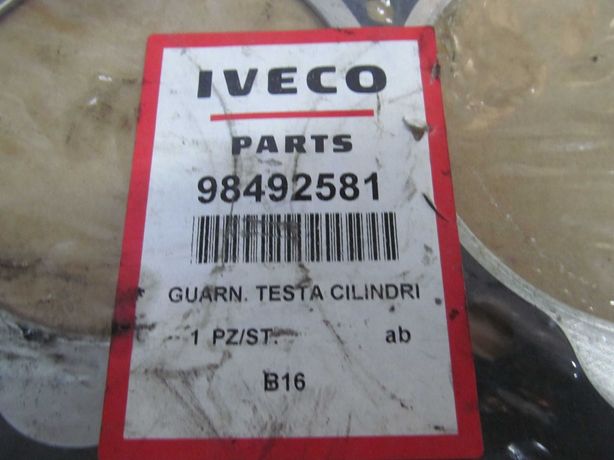 IVECO
PARTS
98492581
GUARN. TESTA CILINDRI
1 PZ/ST. ab
B16